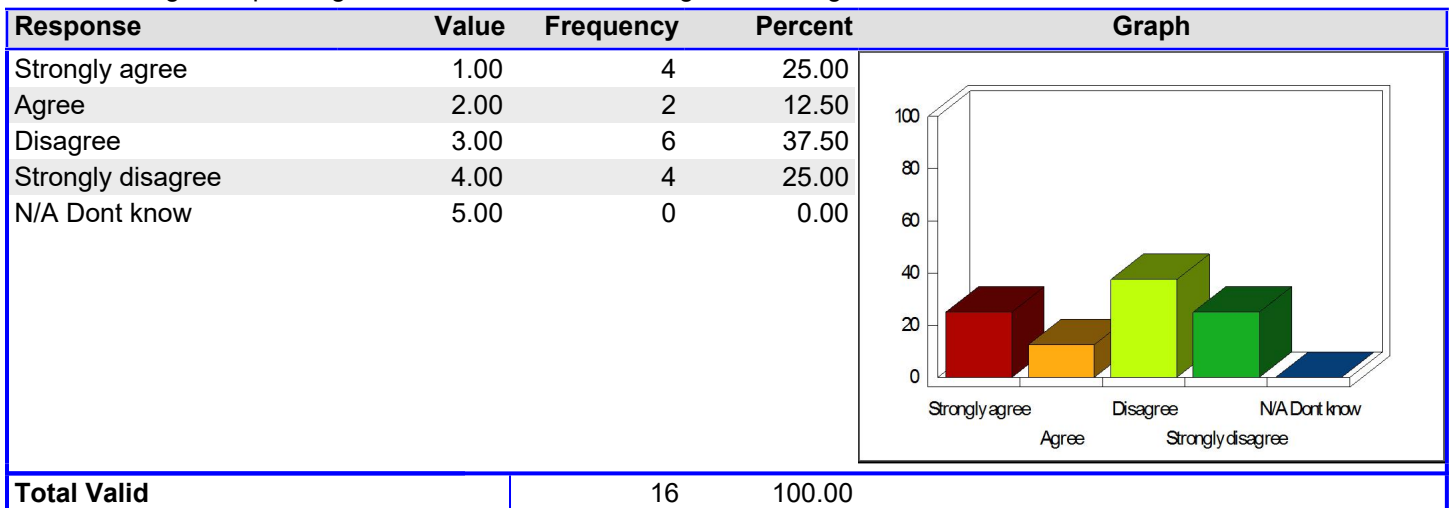 Response Value Frequency Percent Graph
Strongly agree 1.00 4 25.00
Agree 2.00 2 12.50
Disagree 3.00 6 37.50
Strongly disagree 4.00 4 25.00
N/A Dont know 5.00 0 0.00
100
80
60
40
20
0
Strongly agree Disagree N/A Dont know
Agree Strongly disagree
Total Valid 16 100.00